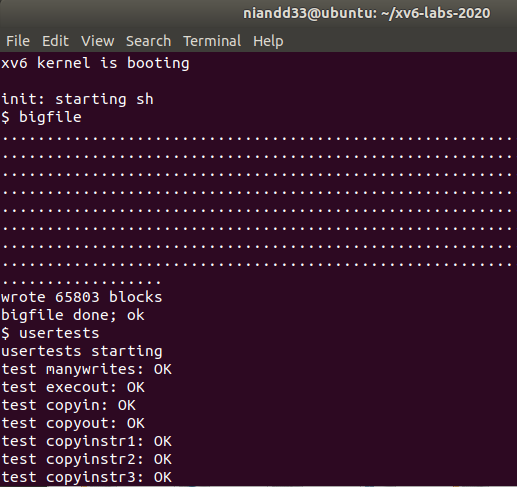 niandd33@ubuntu: ~/xv6-labs-2020
File Edit View Search Terminal Help
xv6 kernel is booting
init: starting sh
$ bigfile
.........................................................
.........................................................
.........................................................
.........................................................
.........................................................
.........................................................
.........................................................
.........................................................
..................
wrote 65803 blocks
bigfile done; ok
$ usertests
usertests starting
test manywrites: OK
test execout: OK
test copyin: OK
test copyout: OK
test copyinstr1: OK
test copyinstr2: OK
test copyinstr3: OK